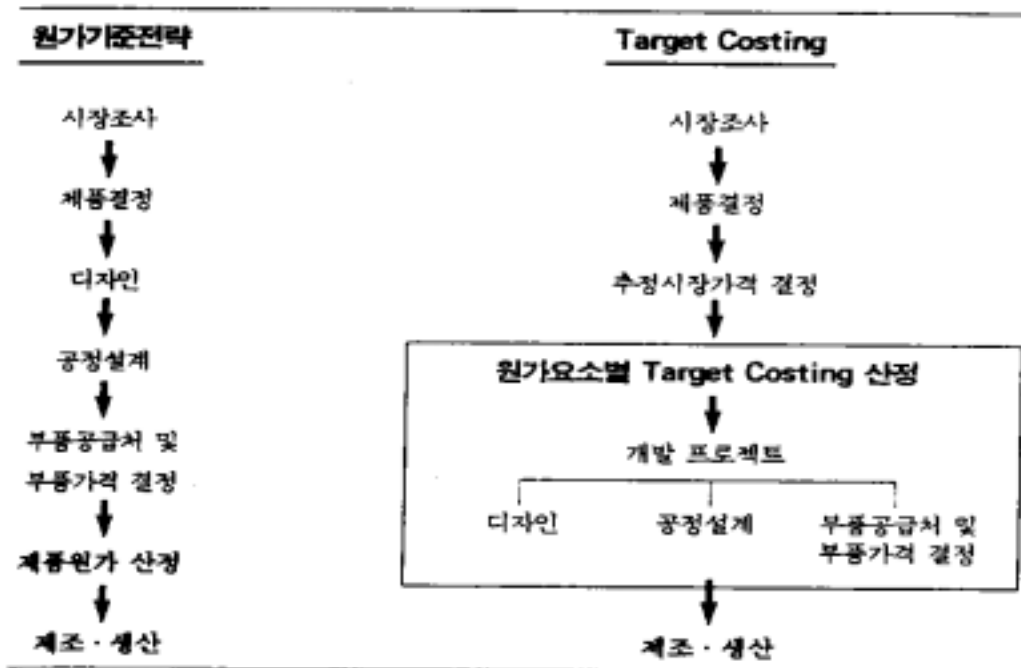 원가기준전략
시장조사
제품결정
디자인
공정설계
부품공급처 및
부품가격 결정
제품원가 산정
제조·생산
Target Costing
시장조사
제품결정
추정시장가격 결정
원가요소별 Target Costing 산정
개발 프로젝트
디자인
공정설계
부품공급처 및
부품가격 결정
제조·생산